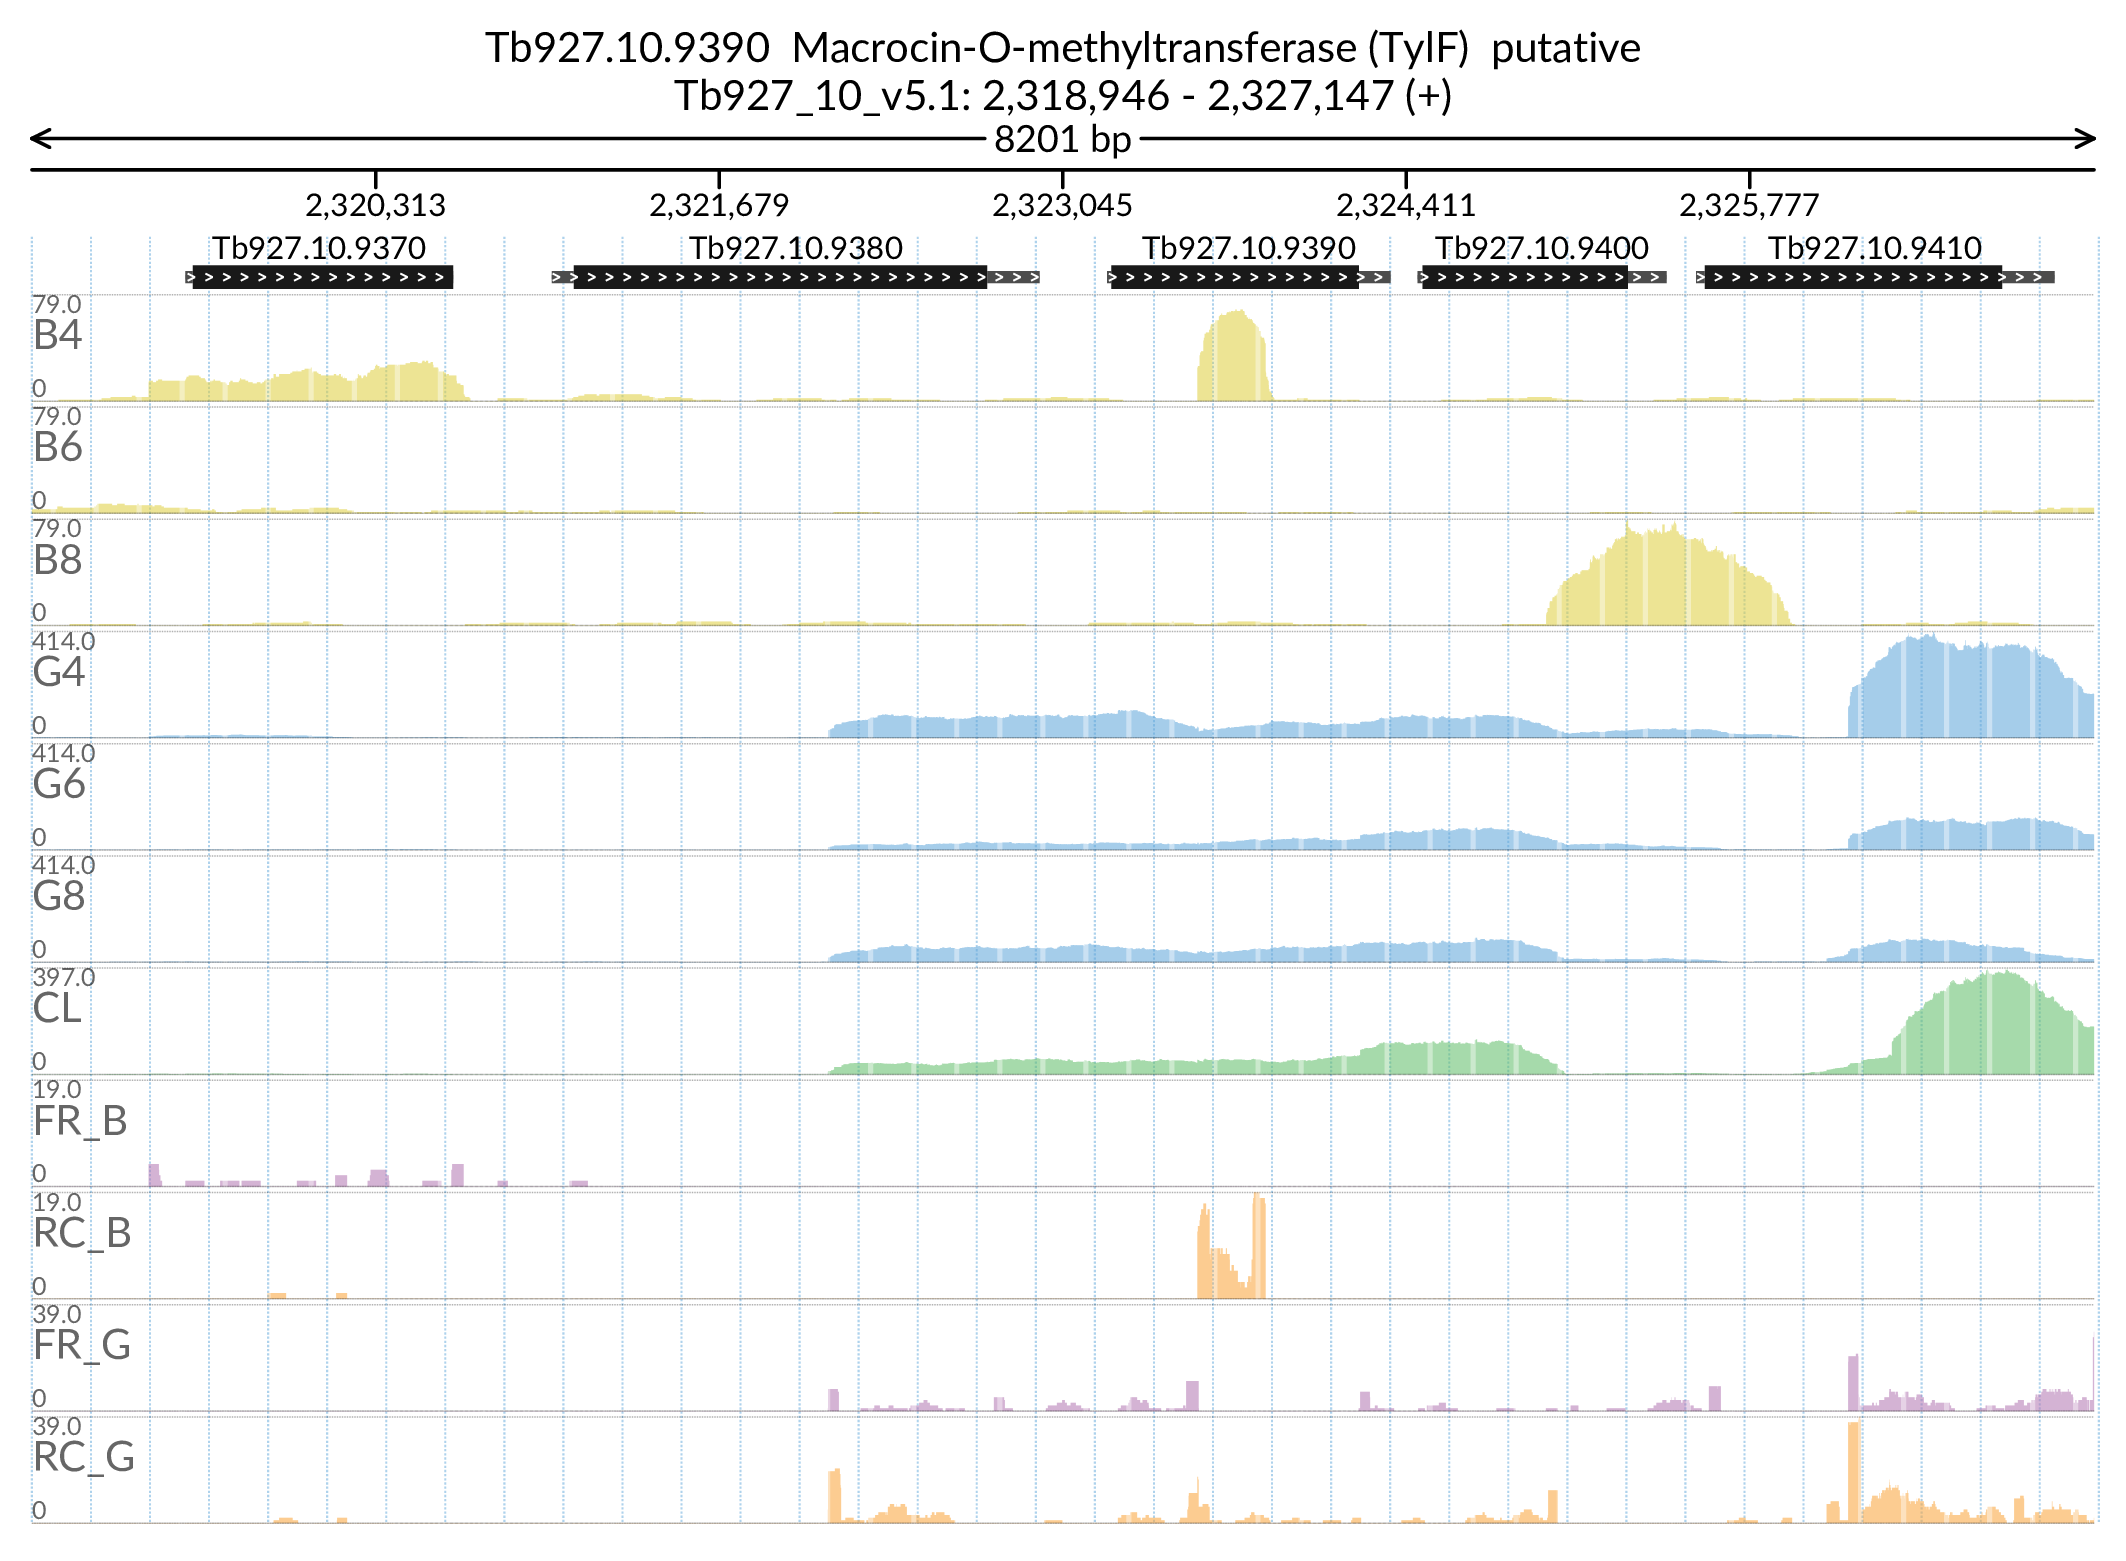 Tb927.10.9390  Macrocin-O-methyltransferase (TylF)  putative
Tb927_10_v5.1: 2,318,946 - 2,327,147 (+)
8201 bp
2,320,313 2,321,679 2,323,045 2,324,411 2,325,777
Tb927.10.9370 Tb927.10.9380 Tb927.10.9390 Tb927.10.9400 Tb927.10.9410
79.0
B4
0
79.0
B6
0
79.0
B8
0
414.0
G4
0
414.0
G6
0
414.0
G8
0
397.0
CL
0
19.0
FR_B
0
19.0
RC_B
0
39.0
FR_G
0
39.0
RC_G
0